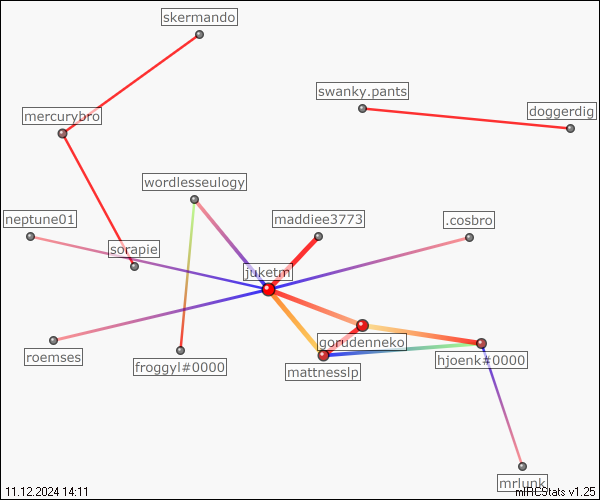 skermando
swanky.pants
mercurybro
doggerdig
wordlesseulogy
neptune01
maddiee3773
.cosbro
sorapie
juketm
gorudenneko
roemses
froggyl#0000
mattnesslp
hjoenk#0000
mrlunk
11.12.2024 14:11
mIRCStats v1.25